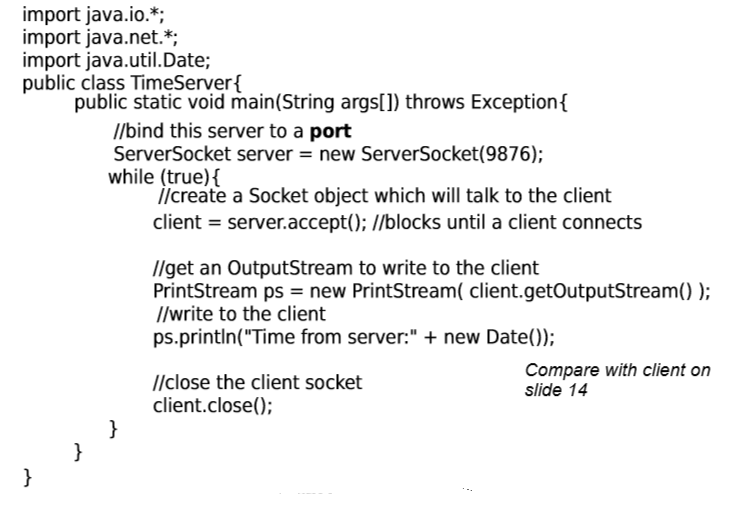 import java.io.*;
import java.net.*;
import java.util.Date;
public class TimeServer{
public static void main(String args[]) throws Exception{
//bind this server to a port
ServerSocket server = new ServerSocket(9876);
while (true){
//create a Socket object which will talk to the client
client = server.accept(); //blocks until a client connects
//get an OutputStream to write to the client
PrintStream ps = new PrintStream( client.getOutputStream() );
//write to the client
ps.println("Time from server:" + new Date());
//close the client socket
client.close();
Compare with client on
slide 14
}
}
}